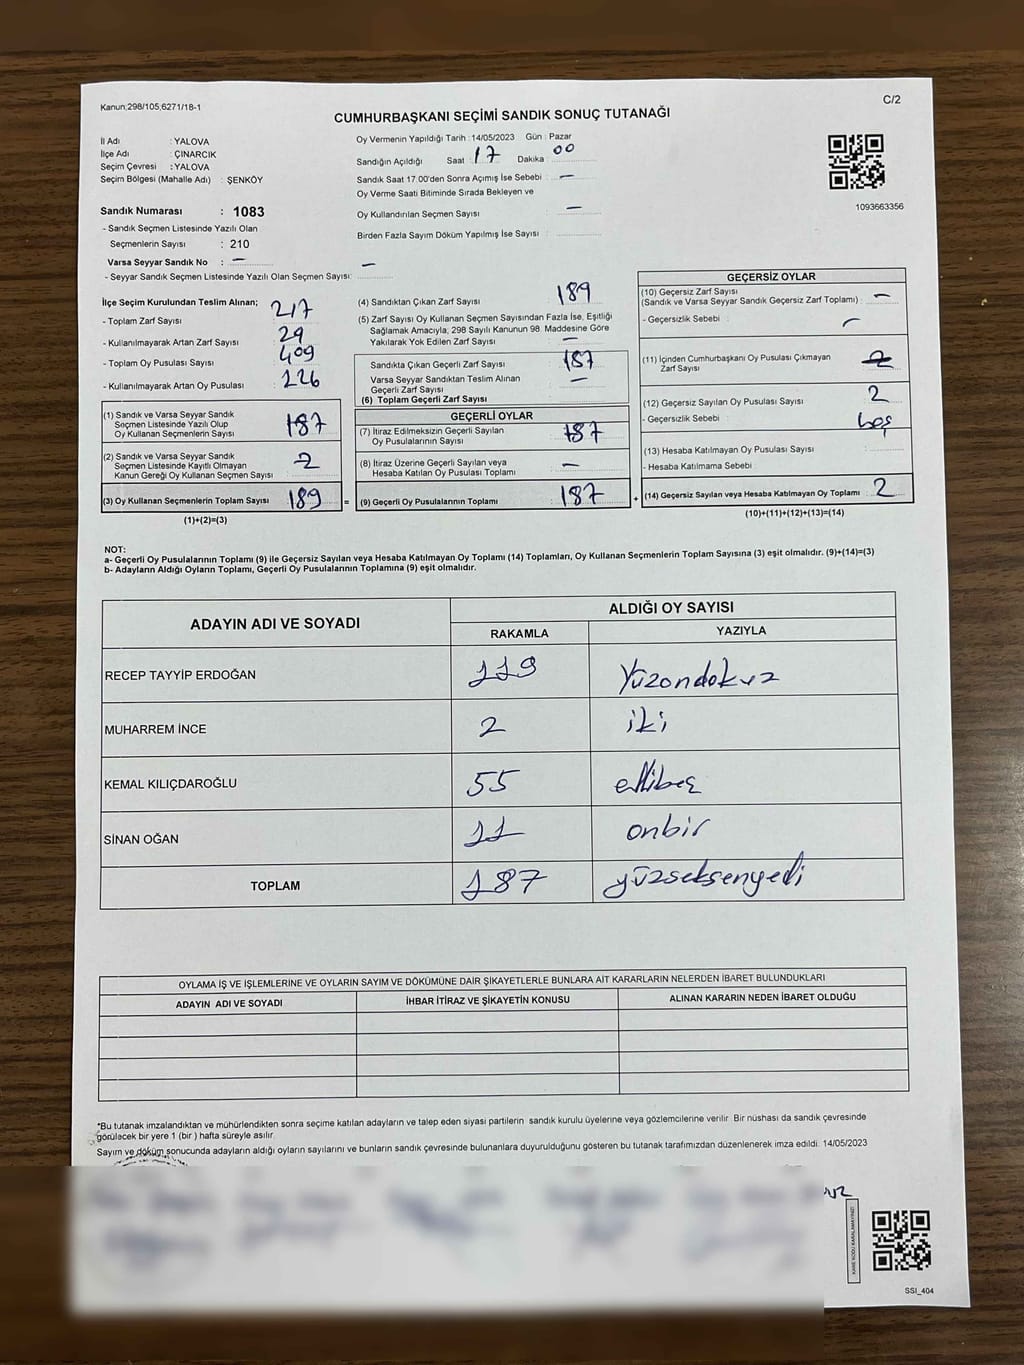 Kanun,298/105,6271/18-1
C/2
CUMHURBAŞKANI SEÇİMİ SANDIK SONUÇ TUTANAĞI
İl Adı : YALOVA
İlçe Adı : ÇINARCIK
Seçim Çevresi : YALOVA
Seçim Bölgesi (Mahalle Adı) : ŞENKÖY
Sandık Numarası : 1083
- Sandık Seçmen Listesinde Yazılı Olan
Seçmenlerin Sayısı : 210
Varsa Seyyar Sandık No : –
- Seyyar Sandık Seçmen Listesinde Yazılı Olan Seçmen Sayısı: –
Oy Vermenin Yapıldığı Tarih : 14/05/2023 Gün : Pazar
Sandığın Açıldığı Saat : 17 Dakika : 00
Sandık Saat 17.00'den Sonra Açımış İse Sebebi : –
Oy Verme Saati Bitiminde Sırada Bekleyen ve
Oy Kullandırılan Seçmen Sayısı : –
Birden Fazla Sayım Döküm Yapılmış İse Sayısı :
1093663356
İlçe Seçim Kurulundan Teslim Alınan;
- Toplam Zarf Sayısı 217
- Kullanılmayarak Artan Zarf Sayısı 29
- Toplam Oy Pusulası Sayısı 409
- Kullanılmayarak Artan Oy Pusulası 226
(1) Sandık ve Varsa Seyyar Sandık
Seçmen Listesinde Yazılı Olup
Oy Kullanan Seçmenlerin Sayısı 187
(2) Sandık ve Varsa Seyyar Sandık
Seçmen Listesinde Kayıtlı Olmayan
Kanun Gereği Oy Kullanan Seçmen Sayısı 2
(3) Oy Kullanan Seçmenlerin Toplam Sayısı 189 =
(1)+(2)=(3)
(4) Sandıktan Çıkan Zarf Sayısı 189
(5) Zarf Sayısı Oy Kullanan Seçmen Sayısından Fazla İse, Eşitliği
Sağlamak Amacıyla; 298 Sayılı Kanunun 98. Maddesine Göre
Yakılarak Yok Edilen Zarf Sayısı –
Sandıkta Çıkan Geçerli Zarf Sayısı 187
Varsa Seyyar Sandıktan Teslim Alınan
Geçerli Zarf Sayısı –
(6) Toplam Geçerli Zarf Sayısı
GEÇERLİ OYLAR
(7) İtiraz Edilmeksizin Geçerli Sayılan
Oy Pusulalarının Sayısı 187
(8) İtiraz Üzerine Geçerli Sayılan veya
Hesaba Katılan Oy Pusulası Toplamı –
(9) Geçerli Oy Pusulalarının Toplamı 187 +
GEÇERSİZ OYLAR
(10) Geçersiz Zarf Sayısı
(Sandık ve Varsa Seyyar Sandık Geçersiz Zarf Toplamı) : –
- Geçersizlik Sebebi : –
(11) İçinden Cumhurbaşkanı Oy Pusulası Çıkmayan
Zarf Sayısı 2
(12) Geçersiz Sayılan Oy Pusulası Sayısı : 2
- Geçersizlik Sebebi : boş
(13) Hesaba Katılmayan Oy Pusulası Sayısı :
- Hesaba Katılmama Sebebi
(14) Geçersiz Sayılan veya Hesaba Katılmayan Oy Toplamı 2
(10)+(11)+(12)+(13)=(14)
NOT:
a- Geçerli Oy Pusulalarının Toplamı (9) ile Geçersiz Sayılan veya Hesaba Katılmayan Oy Toplamı (14) Toplamları, Oy Kullanan Seçmenlerin Toplam Sayısına (3) eşit olmalıdır. (9)+(14)=(3)
b- Adayların Aldığı Oyların Toplamı, Geçerli Oy Pusulalarının Toplamına (9) eşit olmalıdır.
ADAYIN ADI VE SOYADI
ALDIĞI OY SAYISI
RAKAMLA YAZIYLA
RECEP TAYYİP ERDOĞAN 119 Yüzondokuz
MUHARREM İNCE 2 iki
KEMAL KILIÇDAROĞLU 55 ellibeş
SİNAN OĞAN 11 onbir
TOPLAM 187 yüzseksenyedi
OYLAMA İŞ VE İŞLEMLERİNE VE OYLARIN SAYIM VE DÖKÜMÜNE DAİR ŞİKAYETLERLE BUNLARA AİT KARARLARIN NELERDEN İBARET BULUNDUKLARI
ADAYIN ADI VE SOYADI İHBAR İTİRAZ VE ŞİKAYETİN KONUSU ALINAN KARARIN NEDEN İBARET OLDUĞU
*Bu tutanak imzalandıktan ve mühürlendikten sonra seçime katılan adayların ve talep eden siyasi partilerin sandık kurulu üyelerine veya gözlemcilerine verilir. Bir nüshası da sandık çevresinde
görülecek bir yere 1 (bir) hafta süreyle asılır.
Sayım ve döküm sonucunda adayların aldığı oyların sayılarını ve bunların sandık çevresinde bulunanlara duyurulduğunu gösteren bu tutanak tarafımızdan düzenlenerek imza edildi. 14/05/2023
KARE KODU KARALAMAYINIZ!
SSI_404